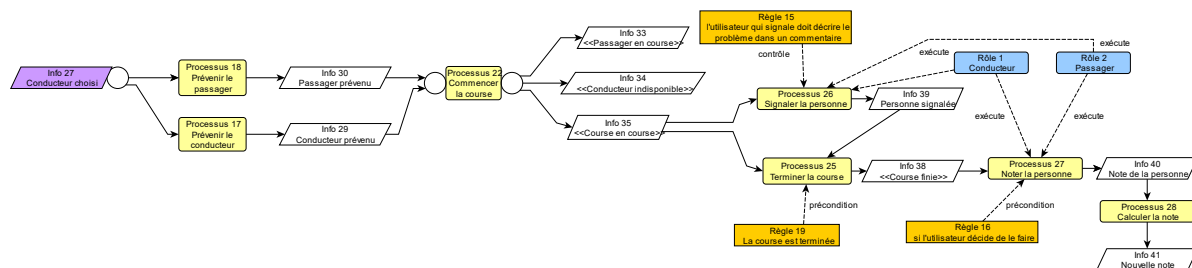 Info 27
Conducteur choisi
Processus 18
Prévenir le
passager
Info 30
Passager prévenu
Processus 17
Prévenir le
conducteur
Info 29
Conducteur prévenu
Processus 22
Commencer
la course
Info 33
<<Passager en course>>
Info 34
<<Conducteur indisponible>>
Info 35
<<Course en course>>
Règle 15
l'utilisateur qui signale doit décrire le
problème dans un commentaire
contrôle
Processus 26
Signaler la personne
Info 39
Personne signalée
exécute
exécute
Rôle 1
Conducteur
Rôle 2
Passager
exécute
exécute
Processus 25
Terminer la course
Info 38
<<Course finie>>
Processus 27
Noter la personne
Info 40
Note de la personne
précondition
Règle 19
La course est terminée
précondition
Règle 16
si l'utilisateur décide de le faire
Processus 28
Calculer la note
Info 41
Nouvelle note